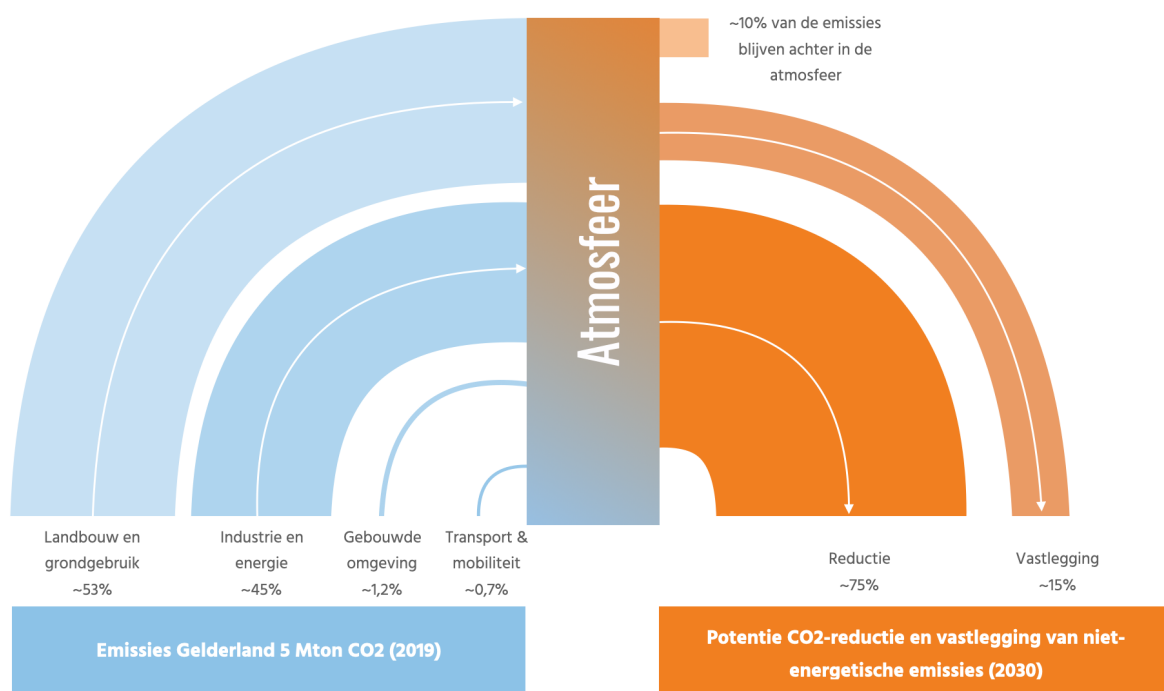 ~10% van de emissies
blijven achter in de
atmosfeer
Atmosfeer
Landbouw en
grondgebruik
~53%
Industrie en
energie
~45%
Gebouwde
omgeving
~1,2%
Transport &
mobiliteit
~0,7%
Reductie
~75%
Vastlegging
~15%
Emissies Gelderland 5 Mton CO2 (2019)
Potentie CO2-reductie en vastlegging van niet-
energetische emissies (2030)